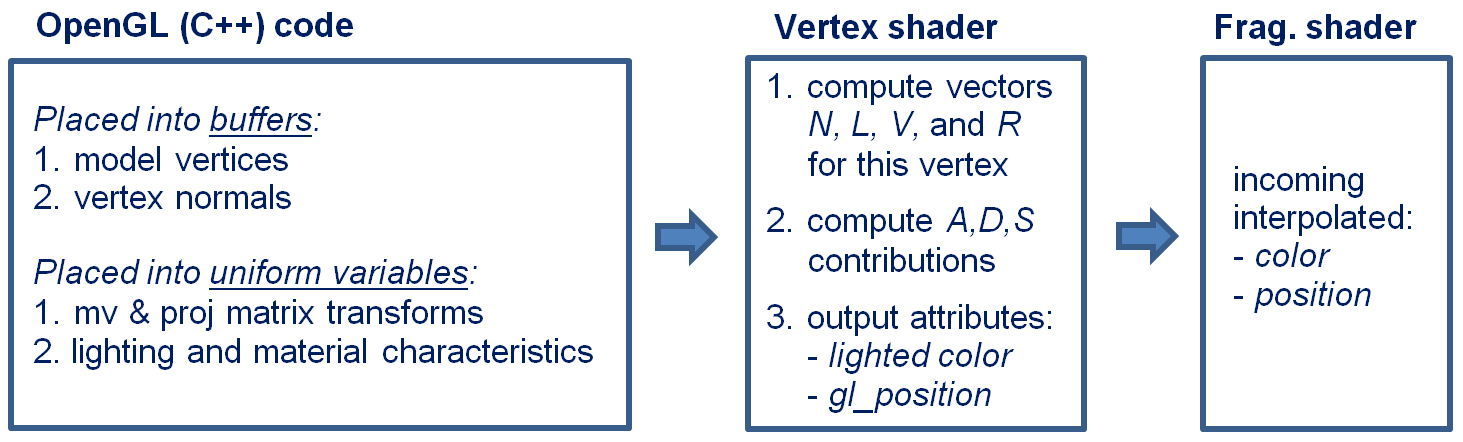 OpenGL (C++) code
Placed into buffers:
1. model vertices
2. vertex normals
Placed into uniform variables:
1. mv & proj matrix transforms
2. lighting and material characteristics
Vertex shader
1. compute vectors
N, L, V, and R
for this vertex
2. compute A,D,S
contributions
3. output attributes:
- lighted color
- gl_position
Frag. shader
incoming
interpolated:
- color
- position